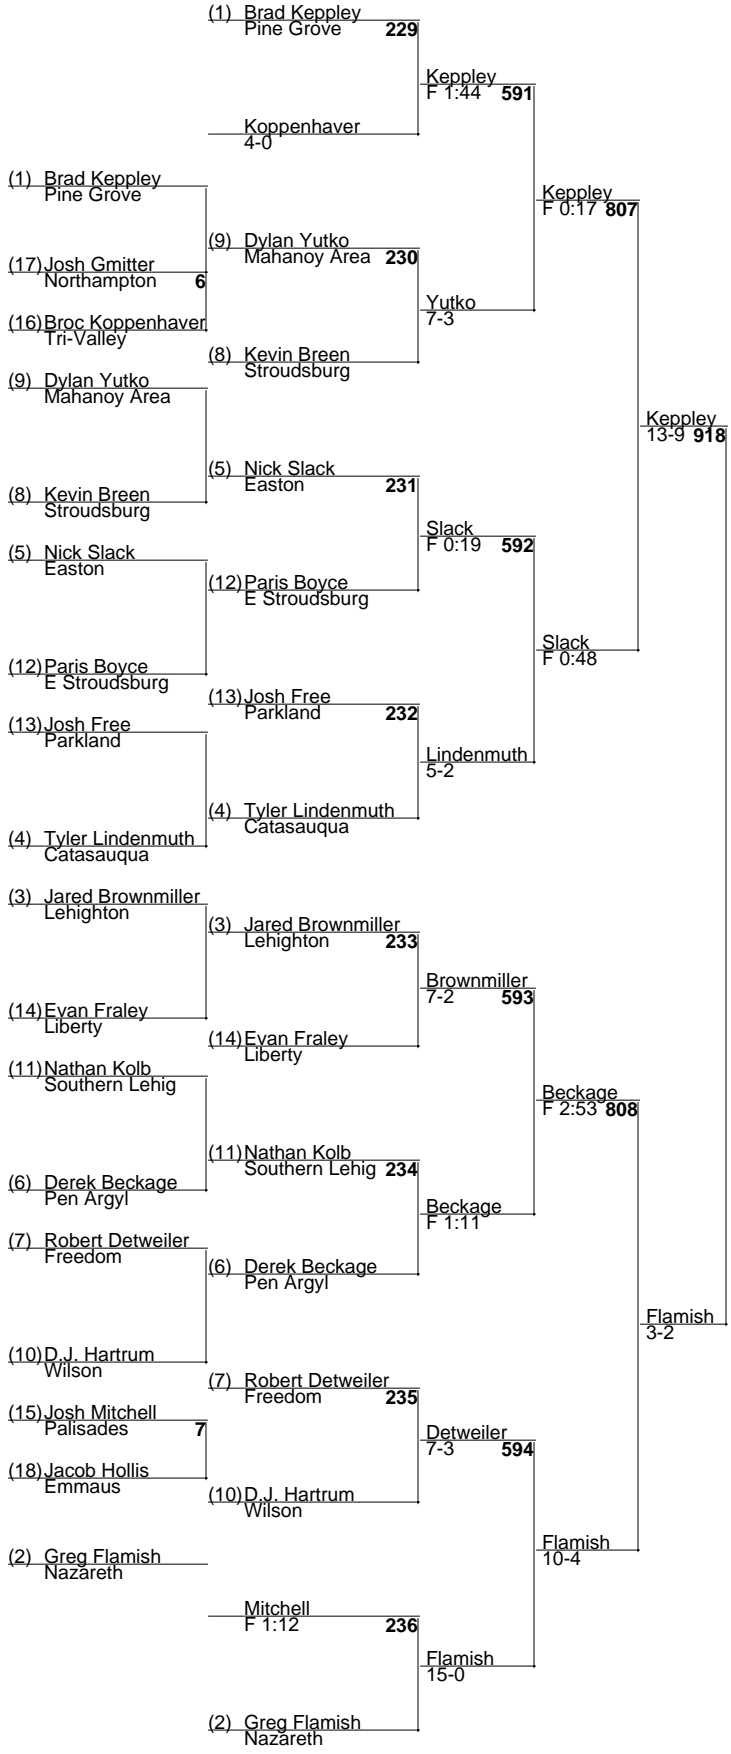 (1) Brad Keppley
Pine Grove 229
Keppley
F 1:44 591
Koppenhaver
4-0
(1) Brad Keppley
Pine Grove
Keppley
F 0:17 807
(9) Dylan Yutko
Mahanoy Area 230
(17) Josh Gmitter
Northampton 6
Yutko
7-3
(16) Broc Koppenhaver
Tri-Valley
(8) Kevin Breen
Stroudsburg
(9) Dylan Yutko
Mahanoy Area
Keppley
13-9 918
(5) Nick Slack
Easton 231
(8) Kevin Breen
Stroudsburg
Slack
F 0:19 592
(5) Nick Slack
Easton
(12) Paris Boyce
E Stroudsburg
Slack
F 0:48
(12) Paris Boyce
E Stroudsburg
(13) Josh Free
Parkland 232
(13) Josh Free
Parkland
Lindenmuth
5-2
(4) Tyler Lindenmuth
Catasauqua
(4) Tyler Lindenmuth
Catasauqua
(3) Jared Brownmiller
Lehighton
(3) Jared Brownmiller
Lehighton 233
Brownmiller
7-2 593
(14) Evan Fraley
Liberty
(14) Evan Fraley
Liberty
(11) Nathan Kolb
Southern Lehig
Beckage
F 2:53 808
(11) Nathan Kolb
Southern Lehig 234
(6) Derek Beckage
Pen Argyl
Beckage
F 1:11
(7) Robert Detweiler
Freedom
(6) Derek Beckage
Pen Argyl
Flamish
3-2
(10) D.J. Hartrum
Wilson
(7) Robert Detweiler
Freedom 235
(15) Josh Mitchell
Palisades 7
Detweiler
7-3 594
(18) Jacob Hollis
Emmaus
(10) D.J. Hartrum
Wilson
Flamish
10-4
(2) Greg Flamish
Nazareth
Mitchell
F 1:12 236
Flamish
15-0
(2) Greg Flamish
Nazareth